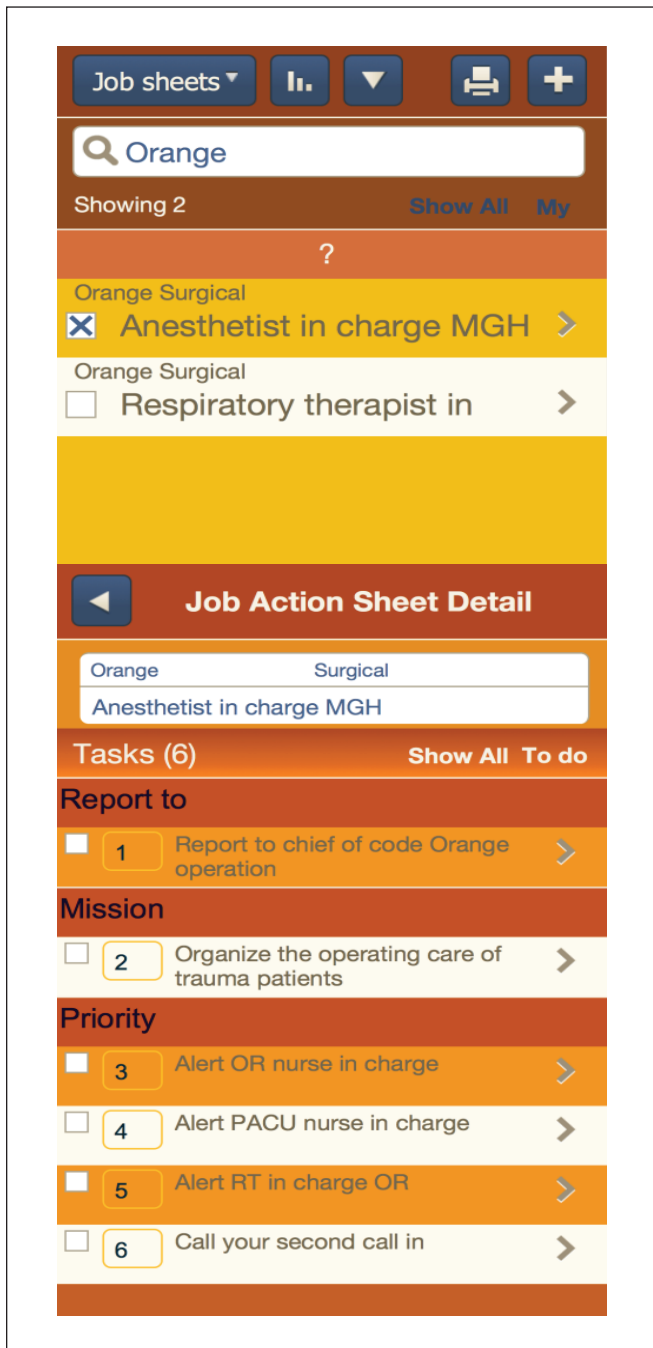 Job sheets
Orange
Showing 2 Show All My
?
Orange Surgical
Anesthetist in charge MGH
Orange Surgical
Respiratory therapist in
Job Action Sheet Detail
Orange Surgical
Anesthetist in charge MGH
Tasks (6) Show All To do
Report to
1 Report to chief of code Orange
operation
Mission
2 Organize the operating care of
trauma patients
Priority
3 Alert OR nurse in charge
4 Alert PACU nurse in charge
5 Alert RT in charge OR
6 Call your second call in